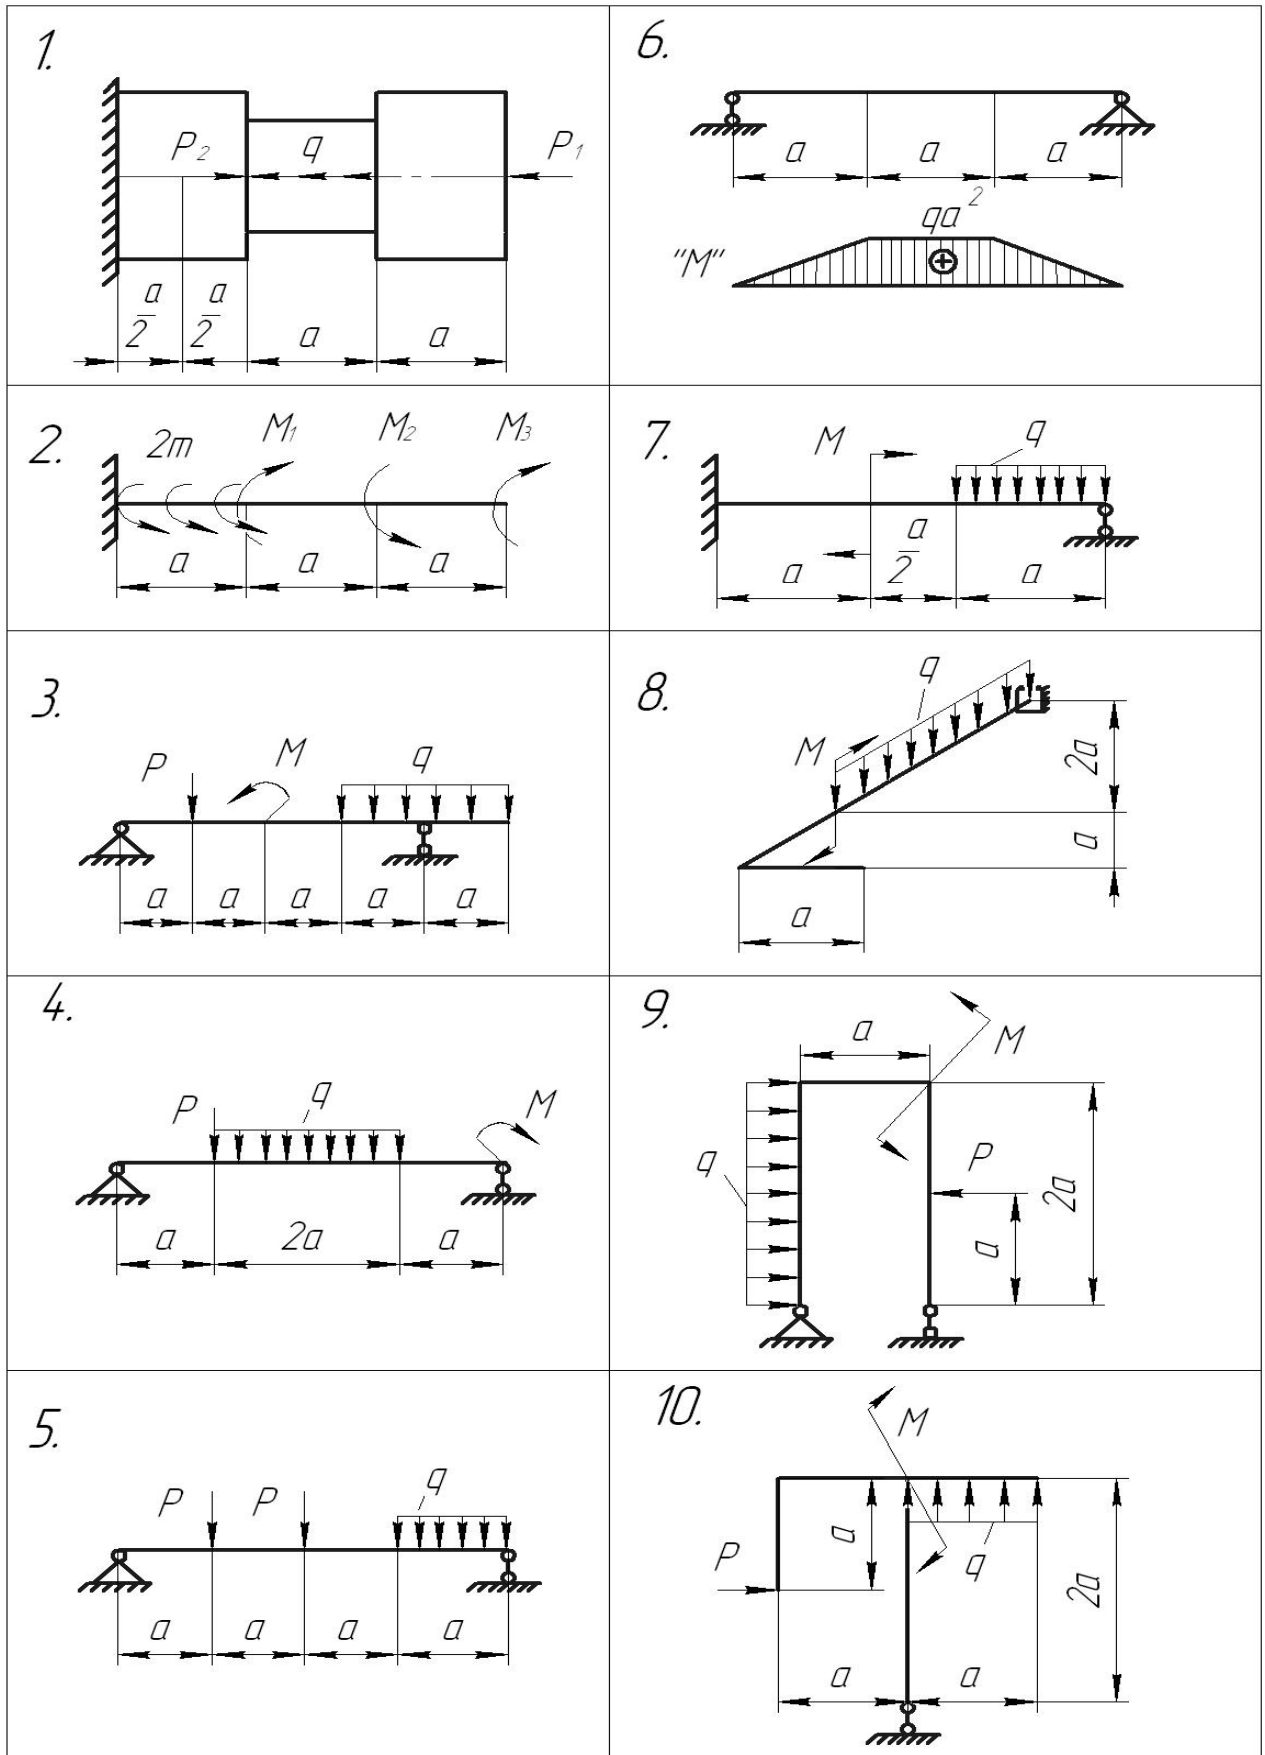 1.
P2 q P1
a/2 a/2 a a
2.
2m M1 M2 M3
a a a
3.
P M q
a a a a a
4.
P q M
a 2a a
5.
P P q
a a a a
6.
a a a
qa²
"M"
7.
M q
a a/2 a
8.
q
M
2a
a
a
9.
a M
q P
a 2a
10.
M
a
P q
2a
a a